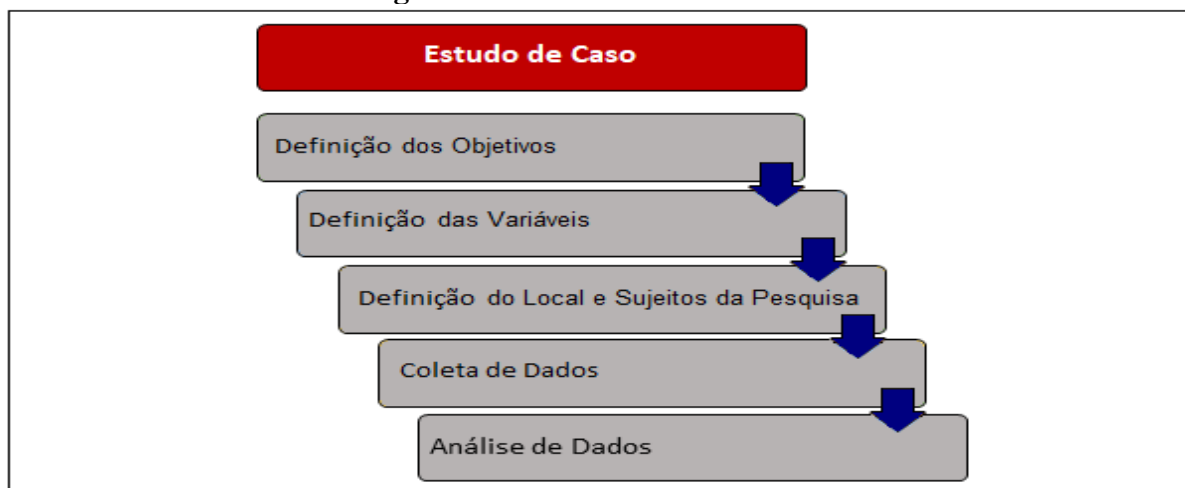 Estudo de Caso
Definição dos Objetivos
Definição das Variáveis
Definição do Local e Sujeitos da Pesquisa
Coleta de Dados
Análise de Dados